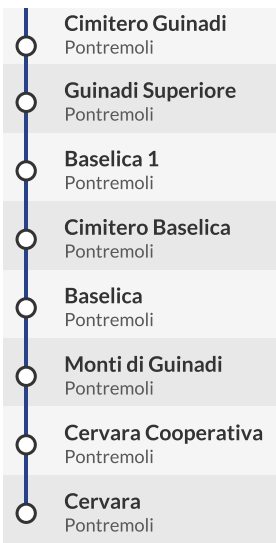 Cimitero Guinadi
Pontremoli
Guinadi Superiore
Pontremoli
Baselica 1
Pontremoli
Cimitero Baselica
Pontremoli
Baselica
Pontremoli
Monti di Guinadi
Pontremoli
Cervara Cooperativa
Pontremoli
Cervara
Pontremoli